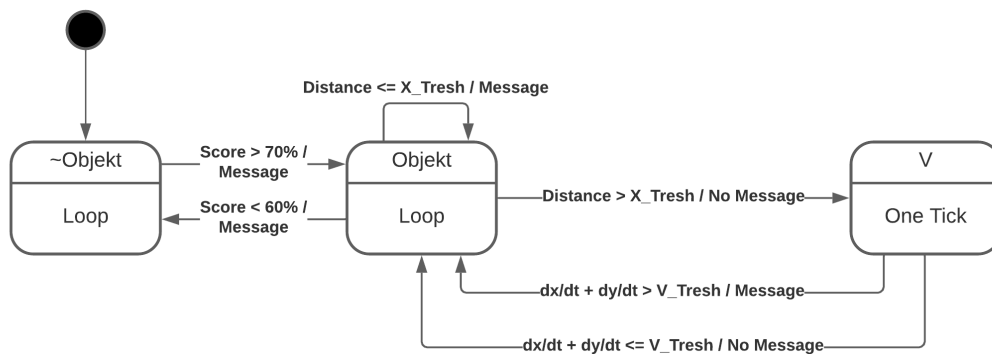 Distance <= X_Tresh / Message
~Objekt
Loop
Score > 70% /
Message
Score < 60% /
Message
Objekt
Loop
Distance > X_Tresh / No Message
V
One Tick
dx/dt + dy/dt > V_Tresh / Message
dx/dt + dy/dt <= V_Tresh / No Message